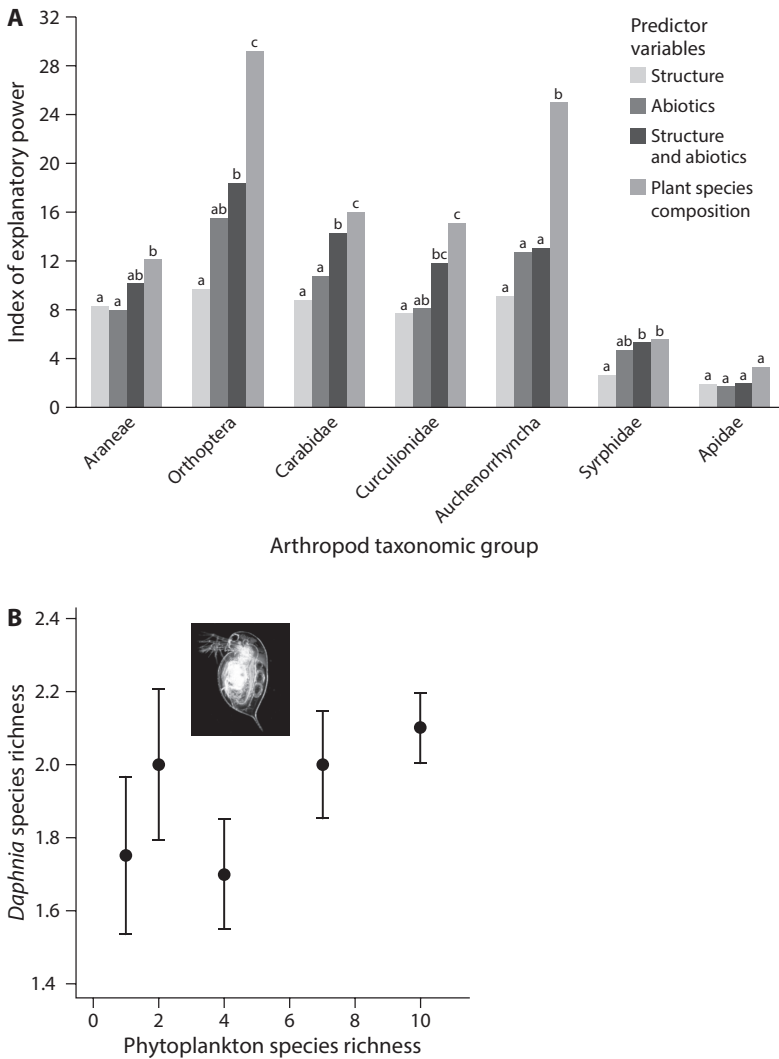 A
32
28
24
20
16
12
8
4
0
Index of explanatory power
Predictor
variables
Structure
Abiotics
Structure
and abiotics
Plant species
composition
a a ab b
a ab b c
a a b c
a ab bc c
a a a b
a ab b b
a a a a
Araneae
Orthoptera
Carabidae
Curculionidae
Auchenorrhyncha
Syrphidae
Apidae
Arthropod taxonomic group
B
2.4
2.2
2.0
1.8
1.6
1.4
Daphnia species richness
0 2 4 6 8 10
Phytoplankton species richness